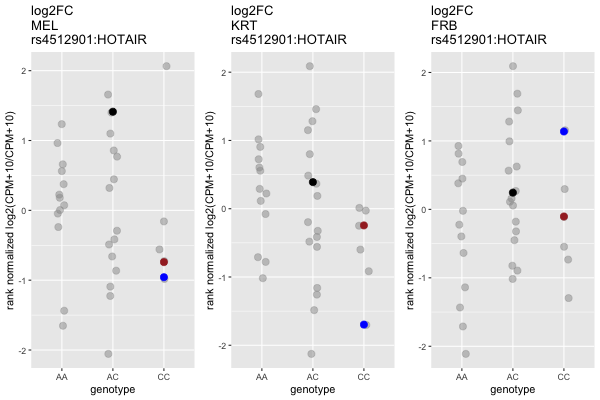 log2FC
MEL
rs4512901:HOTAIR
rank normalized log2(CPM+10/CPM+10)
2
1
0
-1
-2
AA
AC
CC
genotype
log2FC
KRT
rs4512901:HOTAIR
rank normalized log2(CPM+10/CPM+10)
2
1
0
-1
-2
AA
AC
CC
genotype
log2FC
FRB
rs4512901:HOTAIR
rank normalized log2(CPM+10/CPM+10)
2
1
0
-1
-2
AA
AC
CC
genotype